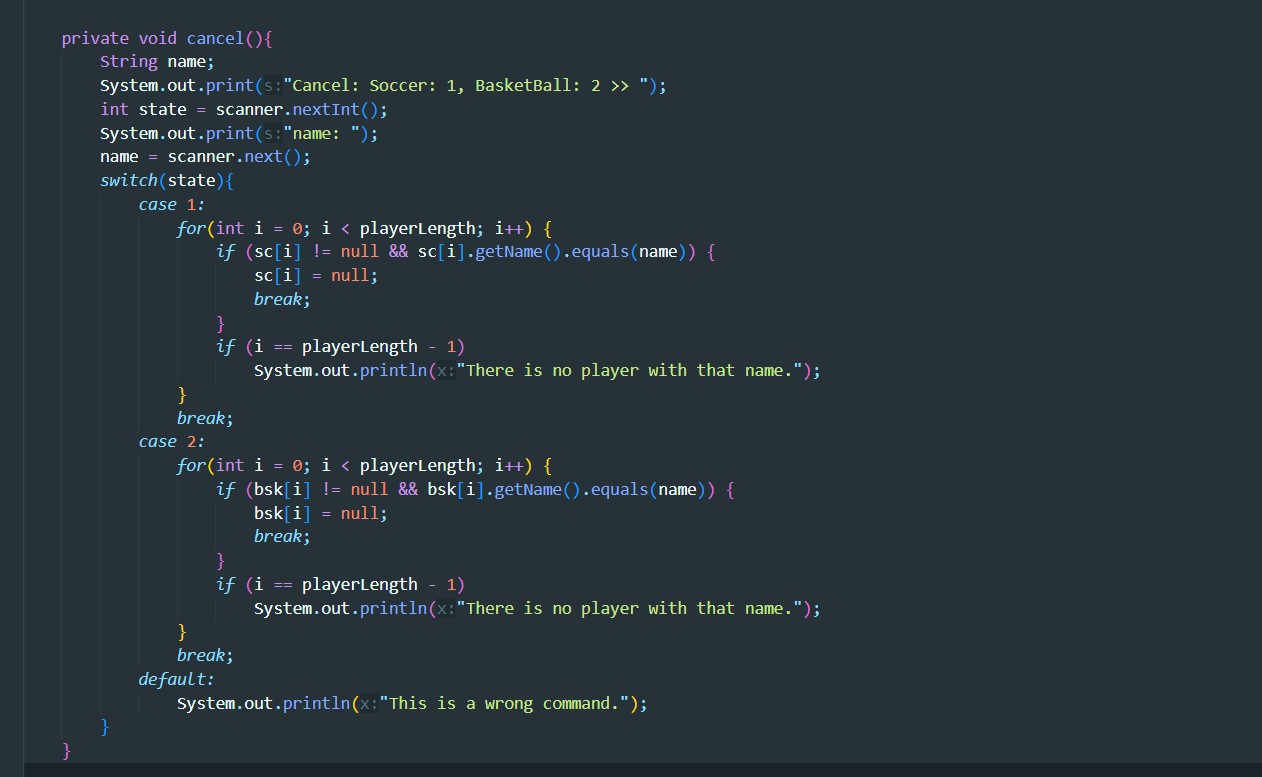 private void cancel(){
String name;
System.out.print(s:"Cancel: Soccer: 1, BasketBall: 2 >> ");
int state = scanner.nextInt();
System.out.print(s:"name: ");
name = scanner.next();
switch(state){
case 1:
for(int i = 0; i < playerLength; i++) {
if (sc[i] != null && sc[i].getName().equals(name)) {
sc[i] = null;
break;
}
if (i == playerLength - 1)
System.out.println(x:"There is no player with that name.");
}
break;
case 2:
for(int i = 0; i < playerLength; i++) {
if (bsk[i] != null && bsk[i].getName().equals(name)) {
bsk[i] = null;
break;
}
if (i == playerLength - 1)
System.out.println(x:"There is no player with that name.");
}
break;
default:
System.out.println(x:"This is a wrong command.");
}
}